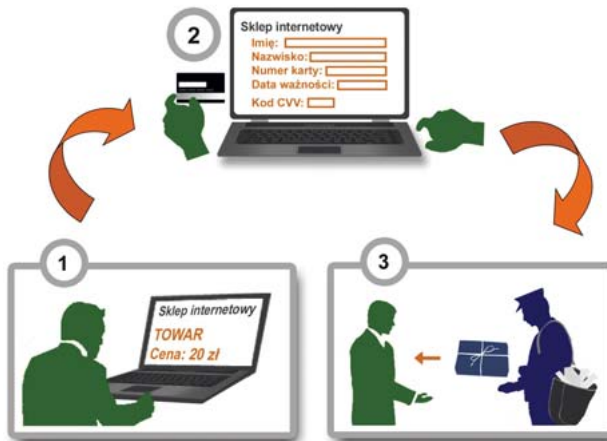 2
Sklep internetowy
Imię:
Nazwisko:
Numer karty:
Data ważności:
Kod CVV:
1
Sklep internetowy
TOWAR
Cena: 20 zł
3